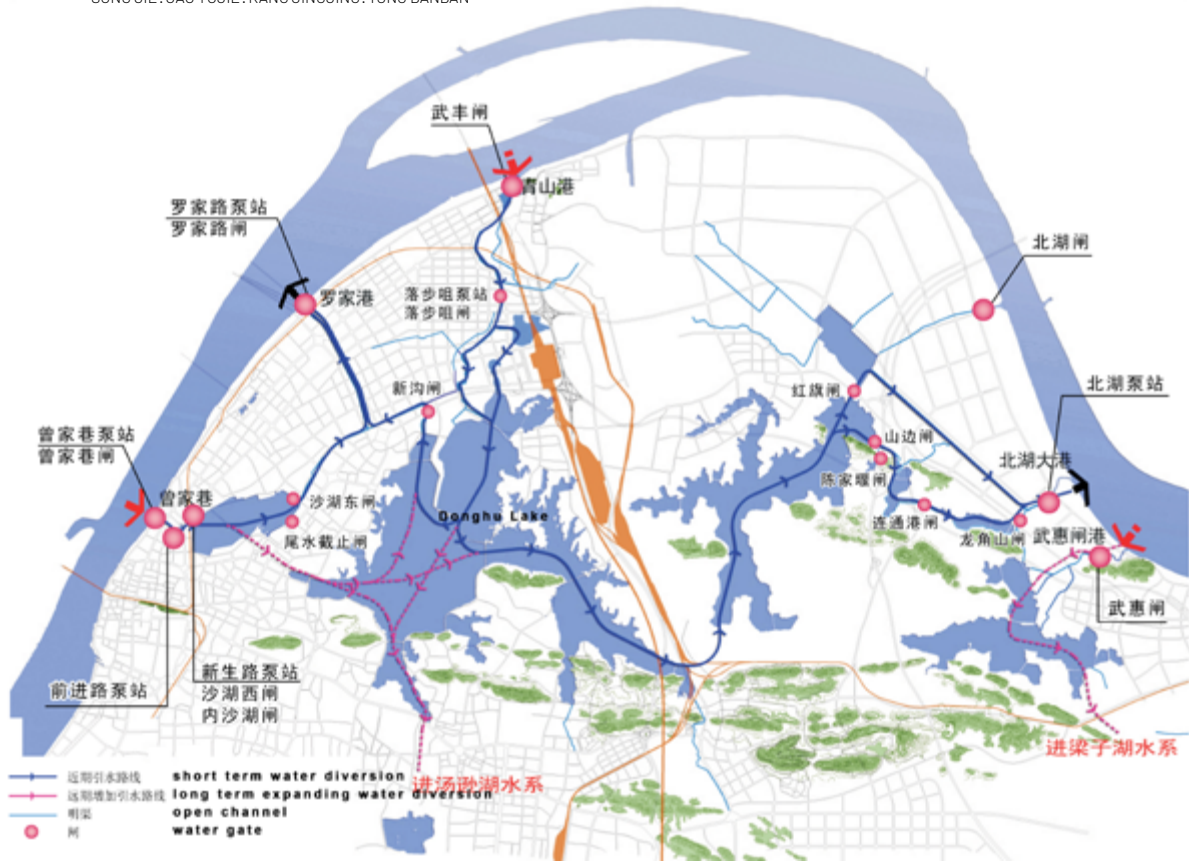 武丰闸
青山港
罗家路泵站
罗家路闸
北湖闸
罗家港
落步咀泵站
落步咀闸
新沟闸
红旗闸
北湖泵站
山边闸
曾家巷泵站
曾家巷闸
陈家堰闸
北湖大港
曾家巷
沙湖东闸
Donghu Lake
连通港闸
尾水截止闸
龙角山闸
武惠闸港
武惠闸
新生路泵站
前进路泵站
沙湖西闸
内沙湖闸
进梁子湖水系
近期引水路线 short term water diversion
进汤逊湖水系
远期增加引水路线 long term expanding water diversion
明渠 open channel
闸 water gate